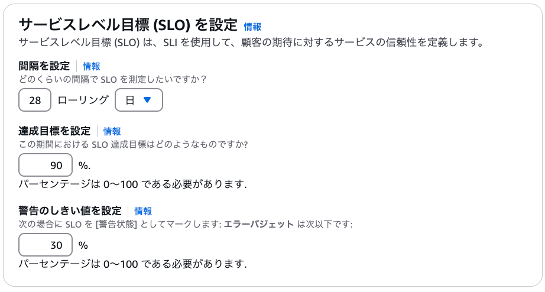 サービスレベル目標 (SLO) を設定 情報
サービスレベル目標 (SLO) は、SLI を使用して、顧客の期待に対するサービスの信頼性を定義します。
間隔を設定 情報
どのくらいの間隔で SLO を測定したいですか？
28 ローリング 日
達成目標を設定 情報
この期間における SLO 達成目標はどのようなものですか?
90 %.
パーセンテージは 0～100 である必要があります.
警告のしきい値を設定 情報
次の場合に SLO を [警告状態] としてマークします: エラーバジェット は次以下です:
30 %
パーセンテージは 0～100 である必要があります.